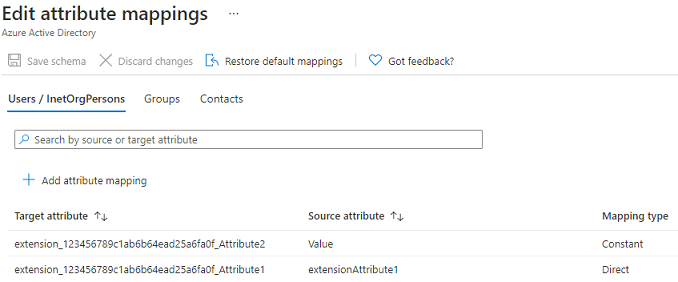 Edit attribute mappings ...
Azure Active Directory
Save schema Discard changes Restore default mappings Got feedback?
Users / InetOrgPersons Groups Contacts
Search by source or target attribute
Add attribute mapping
Target attribute Source attribute Mapping type
extension_123456789c1ab6b64ead25a6fa0f_Attribute2 Value Constant
extension_123456789c1ab6b64ead25a6fa0f_Attribute1 extensionAttribute1 Direct